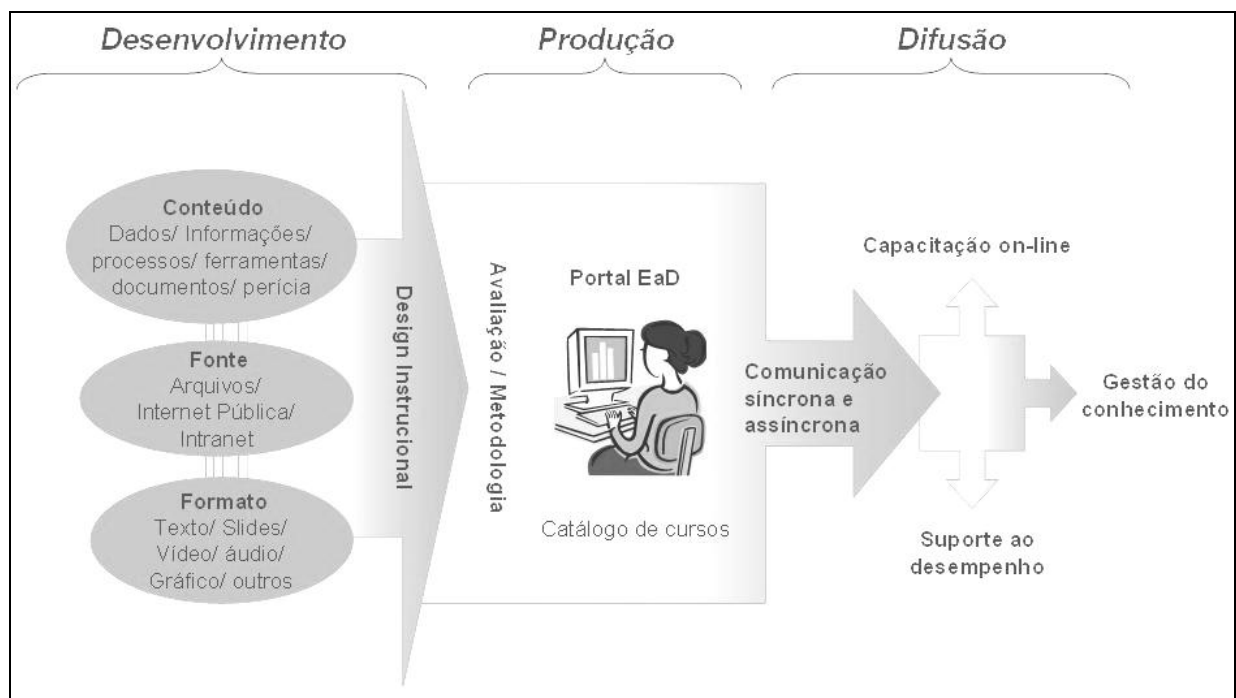 Desenvolvimento
Produção
Difusão
Conteúdo
Dados/ Informações/
processos/ ferramentas/
documentos/ perícia
Fonte
Arquivos/
Internet Pública/
Intranet
Formato
Texto/ Slides/
Vídeo/ áudio/
Gráfico/ outros
Design Instrucional
Avaliação / Metodologia
Portal EaD
Catálogo de cursos
Comunicação
síncrona e
assíncrona
Capacitação on-line
Gestão do
conhecimento
Suporte ao
desempenho